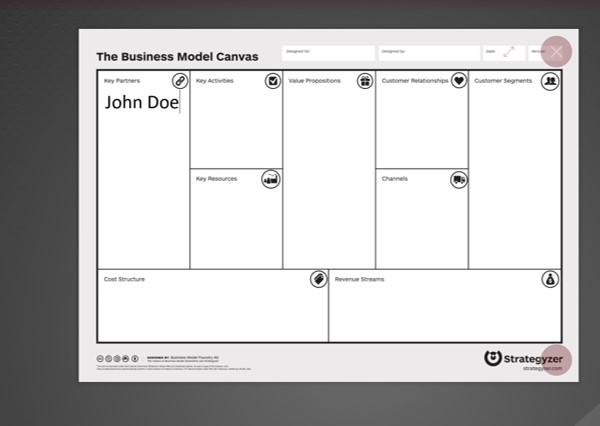 The Business Model Canvas
Designed for:
Designed by:
Date:
Version:
Key Partners
John Doe
Key Activities
Key Resources
Value Propositions
Customer Relationships
Channels
Customer Segments
Cost Structure
Revenue Streams
DESIGNED BY: Business Model Foundry AG
Strategyzer
strategyzer.com